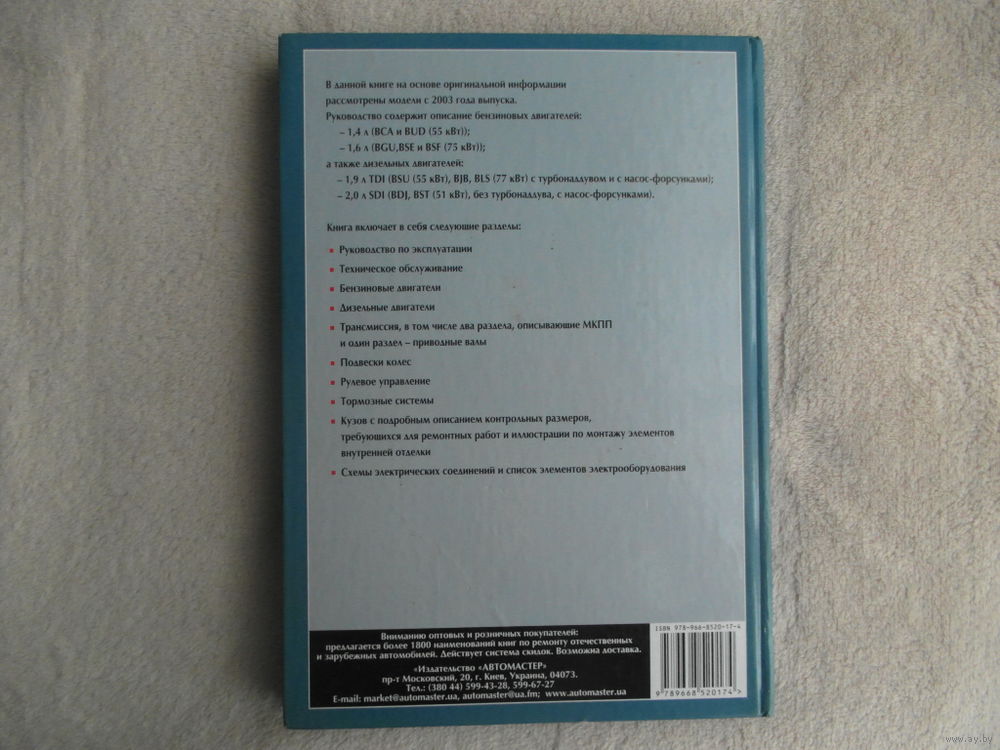 В данной книге на основе оригинальной информации
рассмотрены модели с 2003 года выпуска.
Руководство содержит описание бензиновых двигателей:
– 1,4 л (BCA и BUD (55 кВт));
– 1,6 л (BGU,BSE и BSF (75 кВт));
а также дизельных двигателей:
– 1,9 л TDI (BSU (55 кВт), BJB, BLS (77 кВт) с турбонаддувом и с насос-форсунками);
– 2,0 л SDI (BDJ, BST (51 кВт), без турбонаддува, с насос-форсунками).
Книга включает в себя следующие разделы:
▪ Руководство по эксплуатации
▪ Техническое обслуживание
▪ Бензиновые двигатели
▪ Дизельные двигатели
▪ Трансмиссия, в том числе два раздела, описывающие МКПП
и один раздел – приводные валы
▪ Подвески колес
▪ Рулевое управление
▪ Тормозные системы
▪ Кузов с подробным описанием контрольных размеров,
требующихся для ремонтных работ и иллюстрации по монтажу элементов
внутренней отделки
▪ Схемы электрических соединений и список элементов электрооборудования
Вниманию оптовых и розничных покупателей:
предлагается более 1800 наименований книг по ремонту отечественных
и зарубежных автомобилей. Действует система скидок. Возможна доставка.
«Издательство «АВТОМАСТЕР»
пр-т Московский, 20, г. Киев, Украина, 04073.
Тел.: (380 44) 599-43-28, 599-67-27
E-mail: market@automaster.ua, automaster@ua.fm; www.automaster.ua
ISBN 978-966-8520-17-4
9 789668 520174 >
www.ay.by